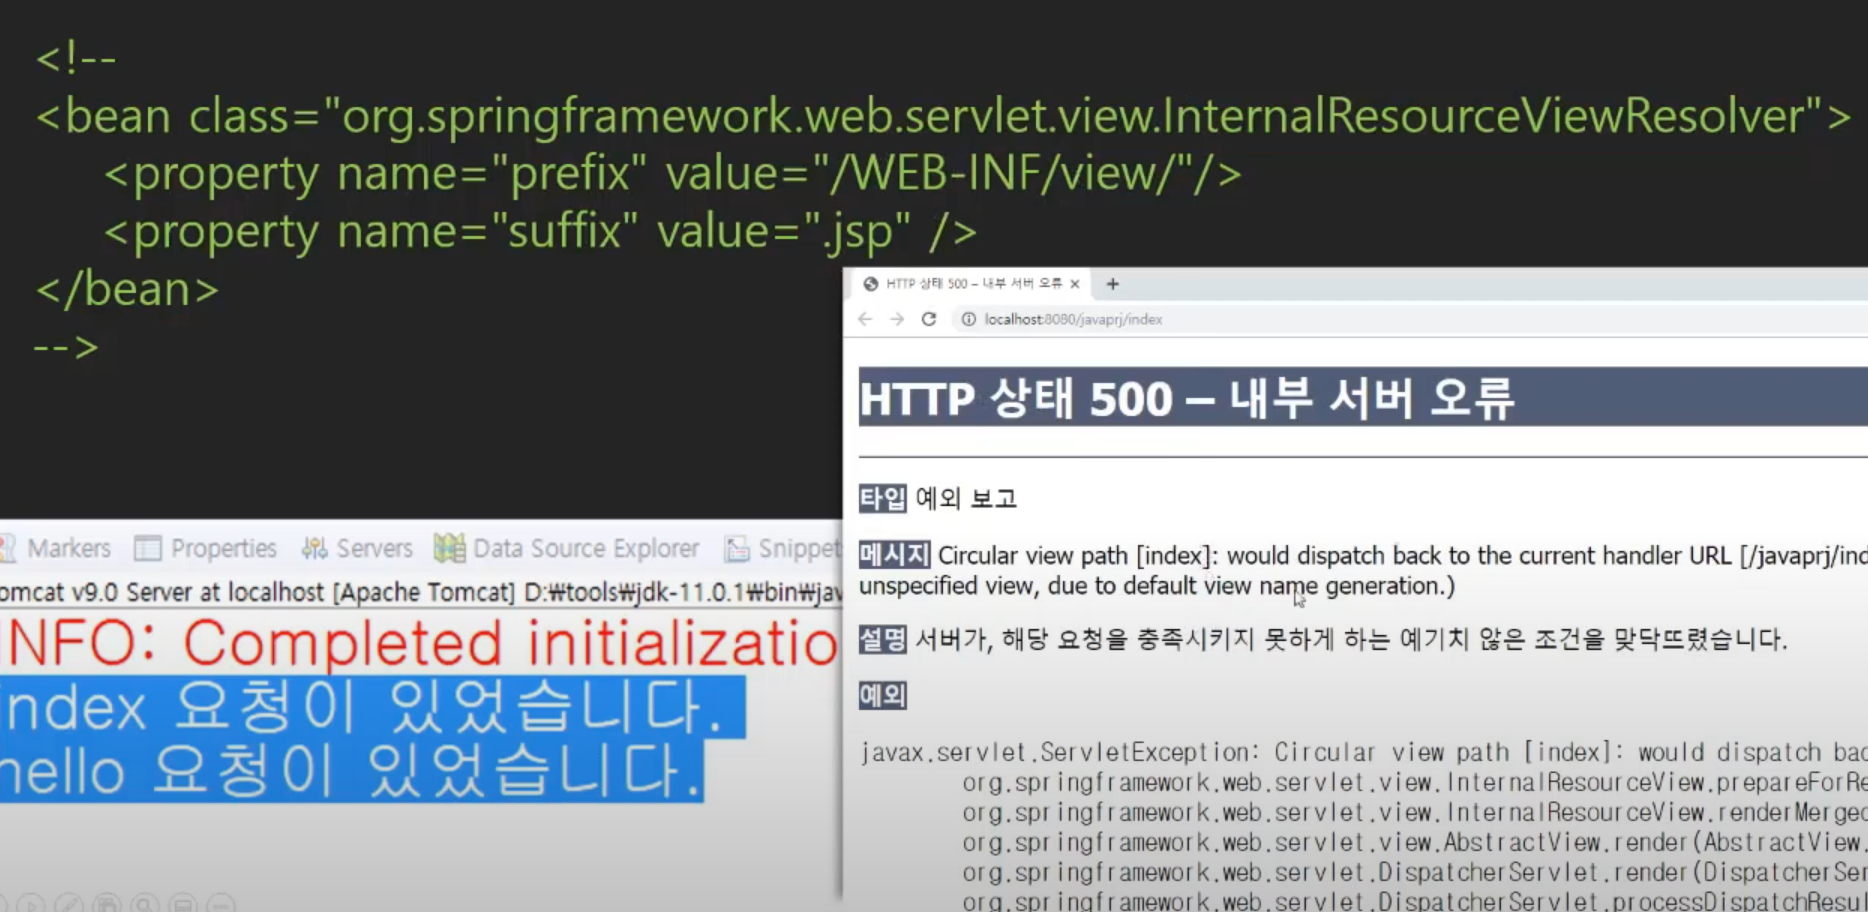 <!--
<bean class="org.springframework.web.servlet.view.InternalResourceViewResolver">
<property name="prefix" value="/WEB-INF/view/"/>
<property name="suffix" value=".jsp" />
</bean>
-->
HTTP 상태 500 – 내부 서버 오류
localhost:8080/javaprj/index
HTTP 상태 500 – 내부 서버 오류
타입 예외 보고
메시지 Circular view path [index]: would dispatch back to the current handler URL [/javaprj/ind
unspecified view, due to default view name generation.)
설명 서버가, 해당 요청을 충족시키지 못하게 하는 예기치 않은 조건을 맞닥뜨렸습니다.
예외
javax.servlet.ServletException: Circular view path [index]: would dispatch bac
org.springframework.web.servlet.view.InternalResourceView.prepareForRe
org.springframework.web.servlet.view.InternalResourceView.renderMerged
org.springframework.web.servlet.view.AbstractView.render(AbstractView.
org.springframework.web.servlet.DispatcherServlet.render(DispatcherSer
org.springframework.web.servlet.DispatcherServlet.processDispatchResul
Markers Properties Servers Data Source Explorer Snippet
omcat v9.0 Server at localhost [Apache Tomcat] D:₩tools₩jdk-11.0.1₩bin₩jav
NFO: Completed initializatio
index 요청이 있었습니다.
hello 요청이 있었습니다.